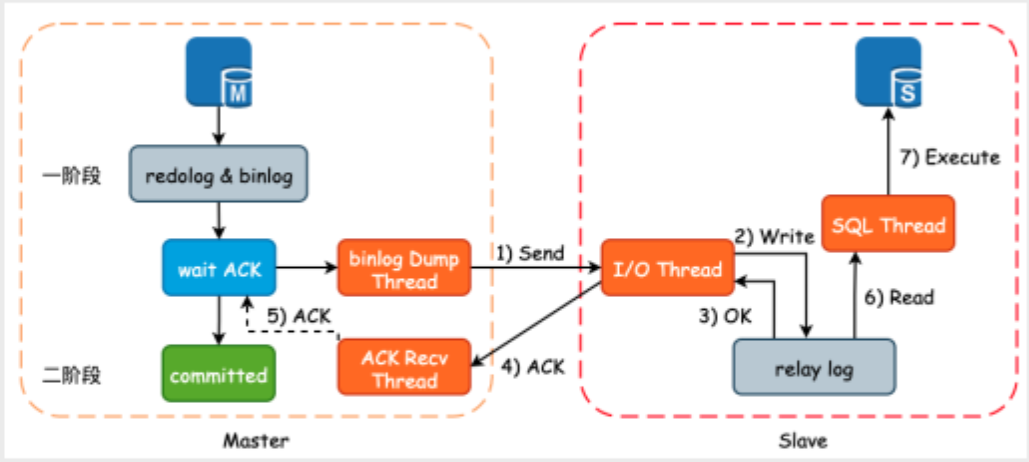 M
S
一阶段
redolog & binlog
7) Execute
SQL Thread
wait ACK
binlog Dump
Thread
1) Send
I/O Thread
2) Write
5) ACK
3) OK
6) Read
二阶段
committed
ACK Recv
Thread
4) ACK
relay log
Master
Slave